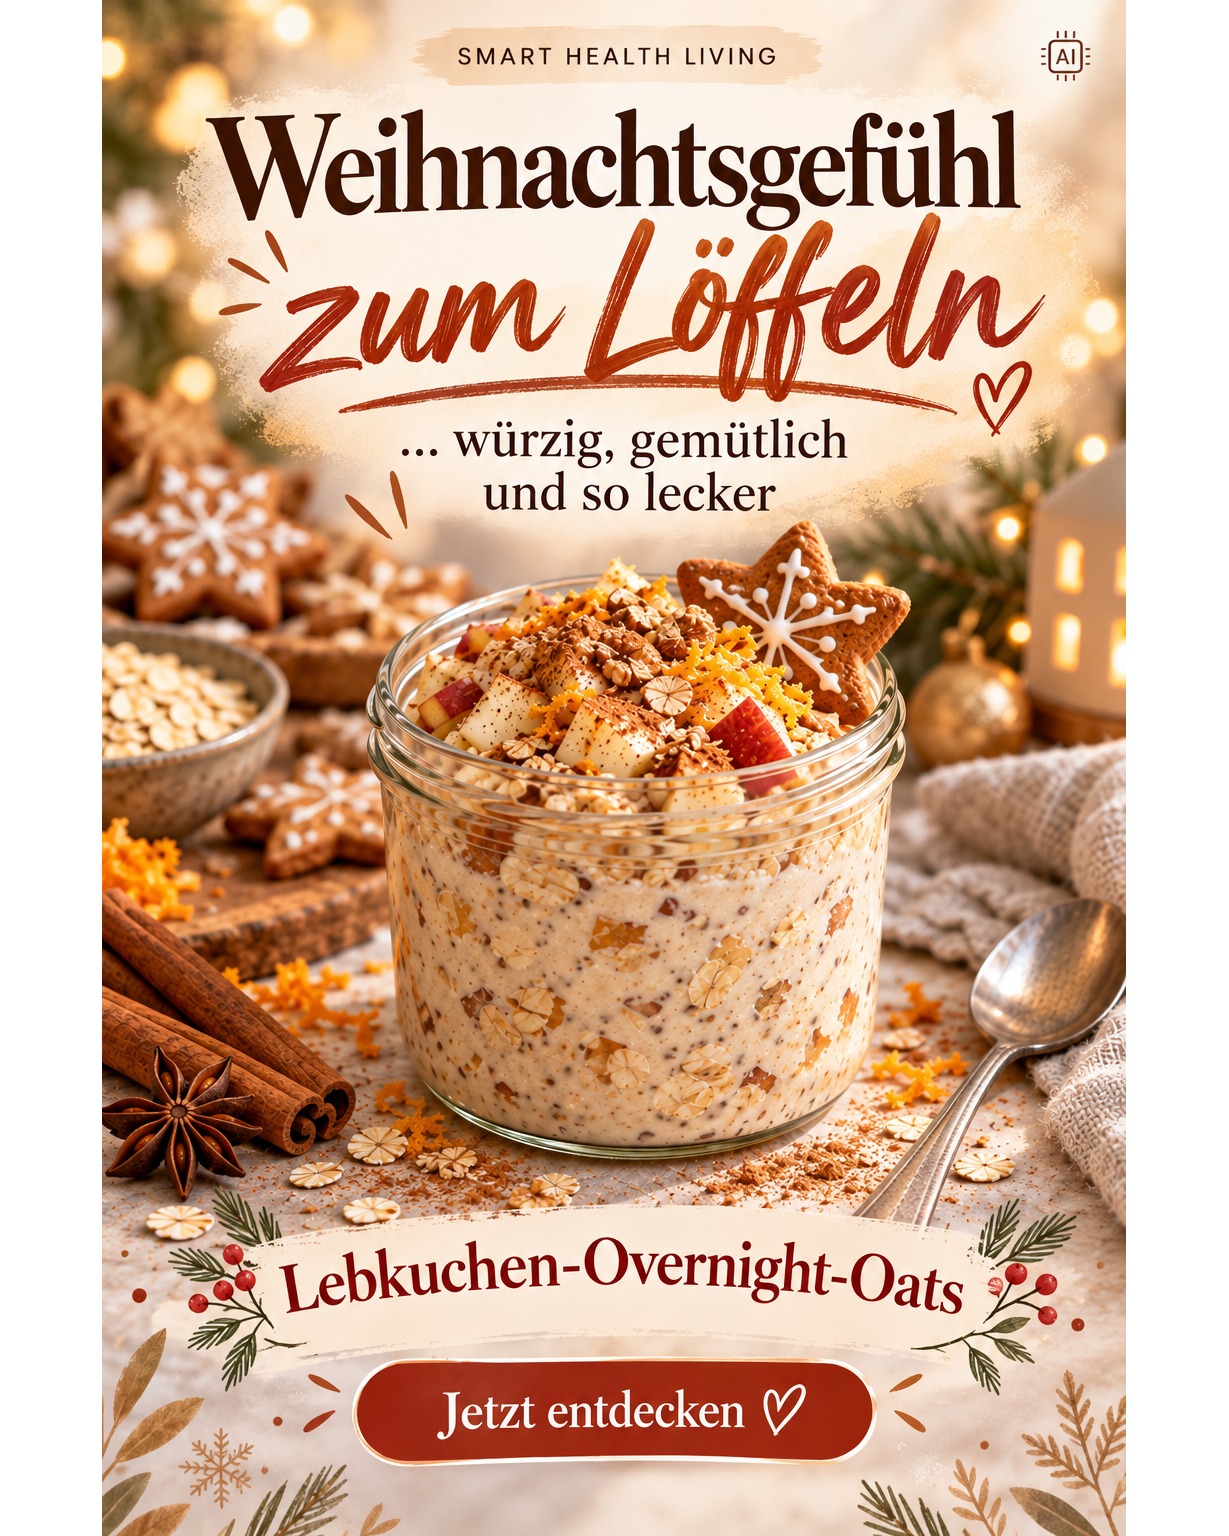 SMART HEALTH LIVING
AI
Weihnachtsgefühl
zum Löffeln
... würzig, gemütlich
und so lecker
Lebkuchen-Overnight-Oats
Jetzt entdecken